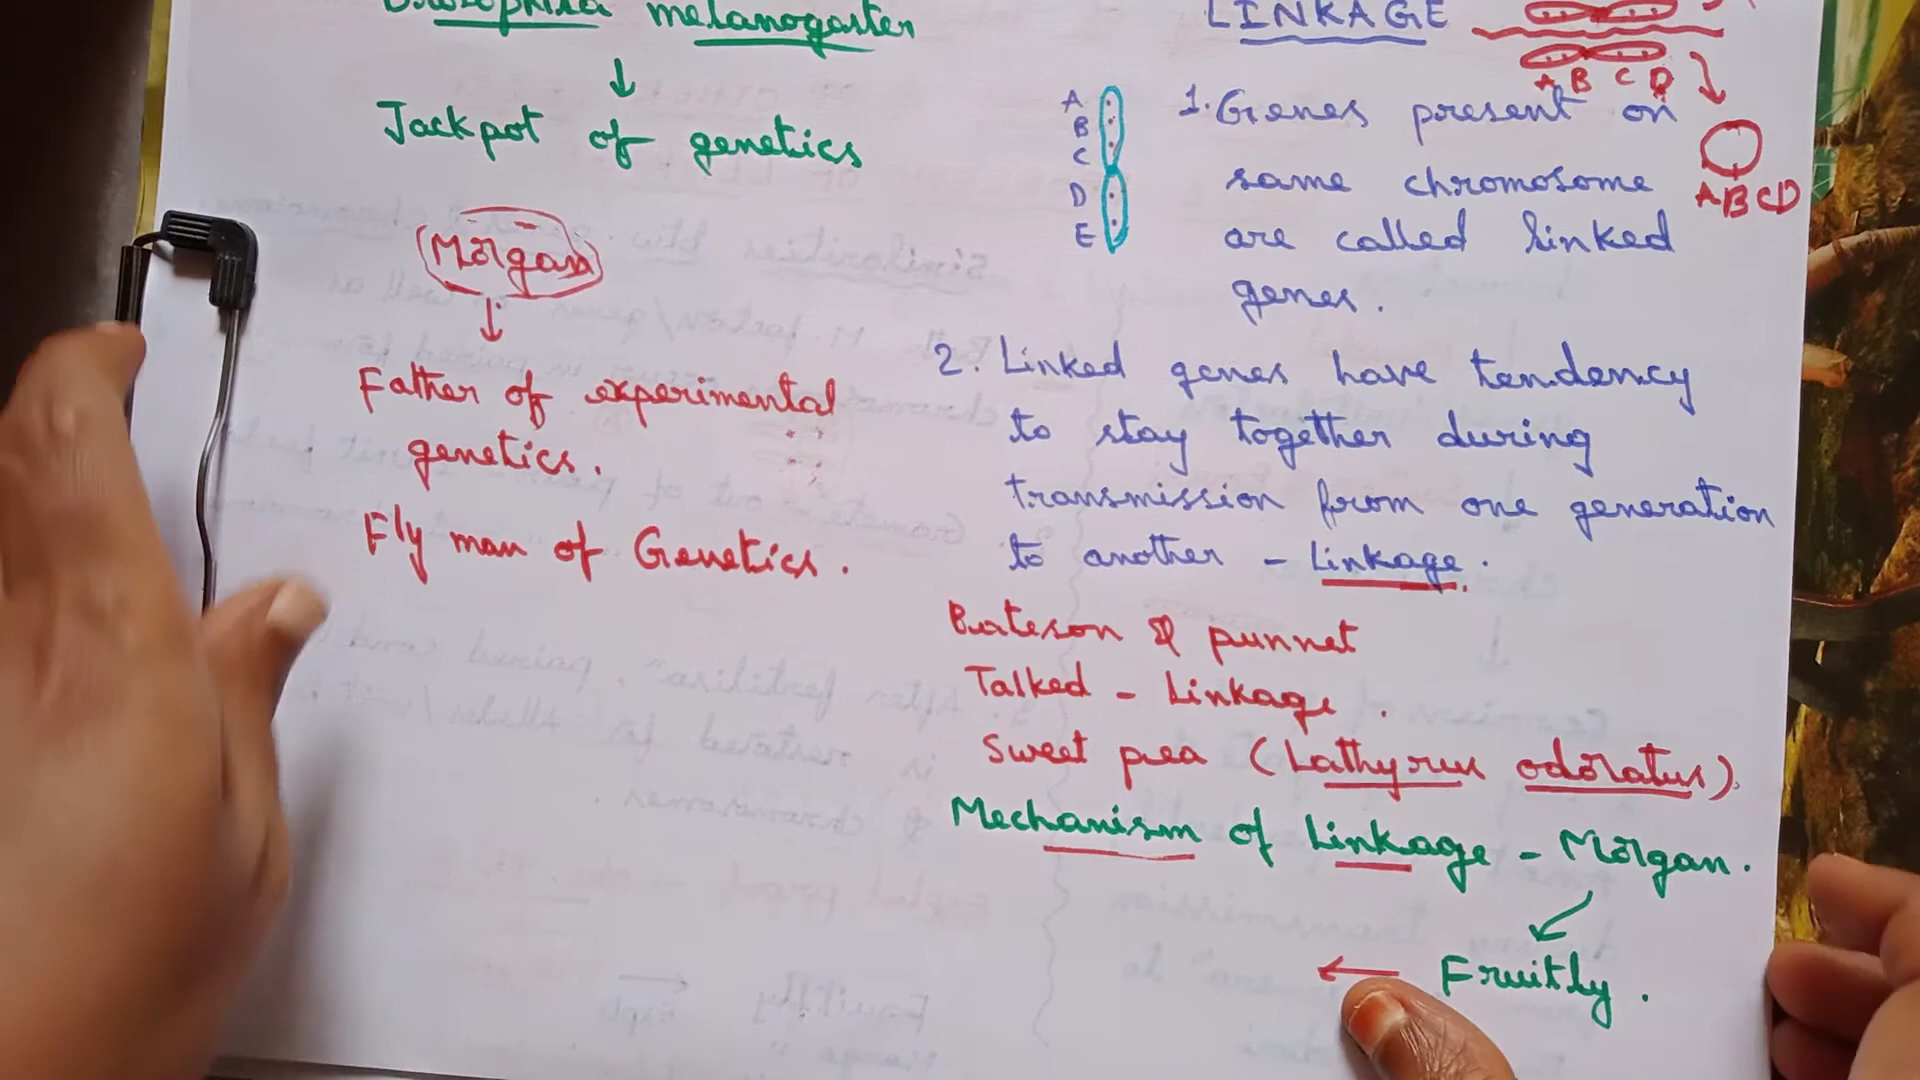 Drosophila melanogaster
↓
Jackpot of genetics
(Morgan)
↓
Father of experimental
genetics.
Fly man of Genetics.
LINKAGE
A B C D
A B C D
A
B
C
D
E
1. Genes present on
same chromosome
are called linked
genes.
2. Linked genes have tendency
to stay together during
transmission from one generation
to another - Linkage.
Bateson & punnet
Talked - Linkage.
Sweet pea (Lathyrus odoratus).
Mechanism of Linkage - Morgan.
Fruitly.